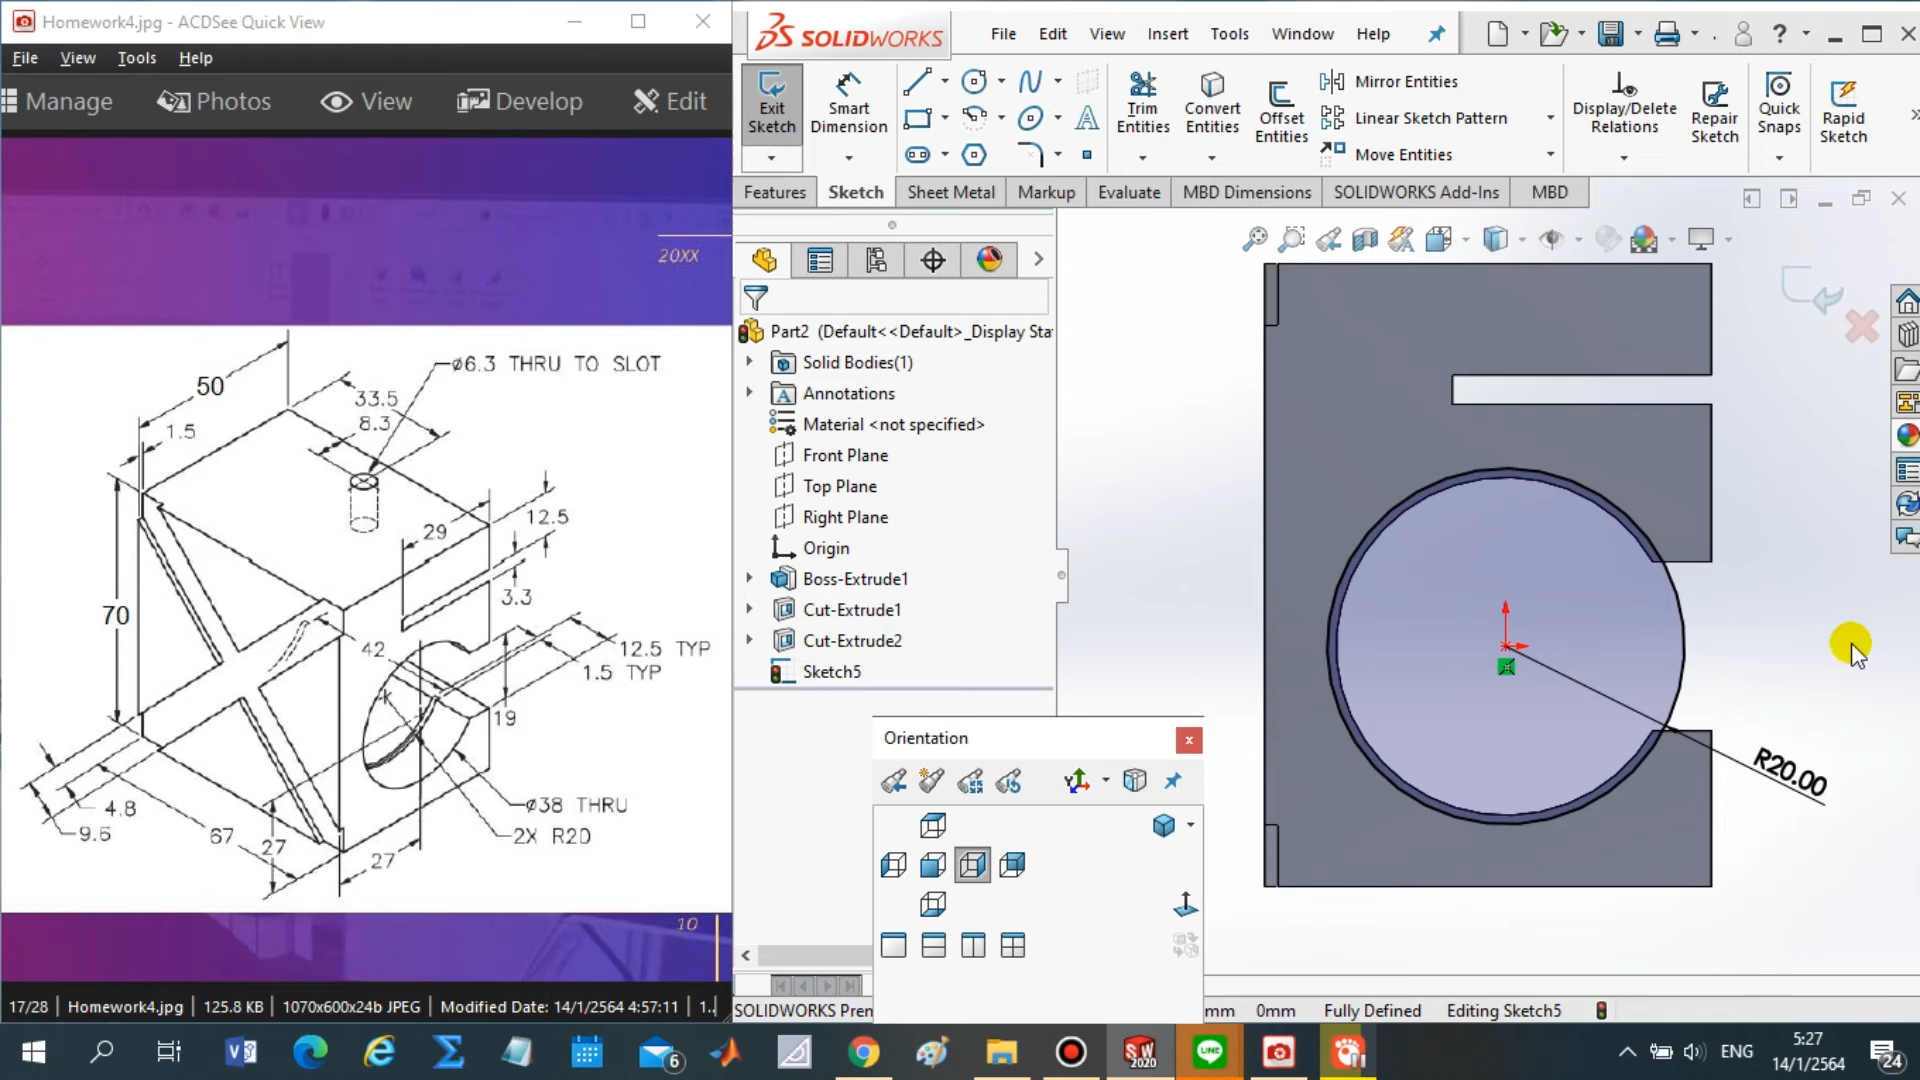 Homework4.jpg - ACDSee Quick View
File View Tools Help
Manage Photos View Develop Edit
20XX
50
1.5
33.5
8.3
ø6.3 THRU TO SLOT
29
12.5
3.3
70
42
12.5 TYP
1.5 TYP
19
4.8
9.6
67
27
27
ø38 THRU
2X R20
10
17/28 Homework4.jpg 125.8 KB 1070x600x24b JPEG Modified Date: 14/1/2564 4:57:11 1..
SOLIDWORKS File Edit View Insert Tools Window Help
Exit Sketch
Smart Dimension
Trim Entities
Convert Entities
Offset Entities
Mirror Entities
Linear Sketch Pattern
Move Entities
Display/Delete Relations
Repair Sketch
Quick Snaps
Rapid Sketch
Features Sketch Sheet Metal Markup Evaluate MBD Dimensions SOLIDWORKS Add-Ins MBD
Part2 (Default<<Default>_Display Sta
Solid Bodies(1)
Annotations
Material <not specified>
Front Plane
Top Plane
Right Plane
Origin
Boss-Extrude1
Cut-Extrude1
Cut-Extrude2
Sketch5
Orientation
R20.00
SOLIDWORKS Pren mm 0mm Fully Defined Editing Sketch5
6
SW
2020
LINE
ENG
5:27
14/1/2564
24